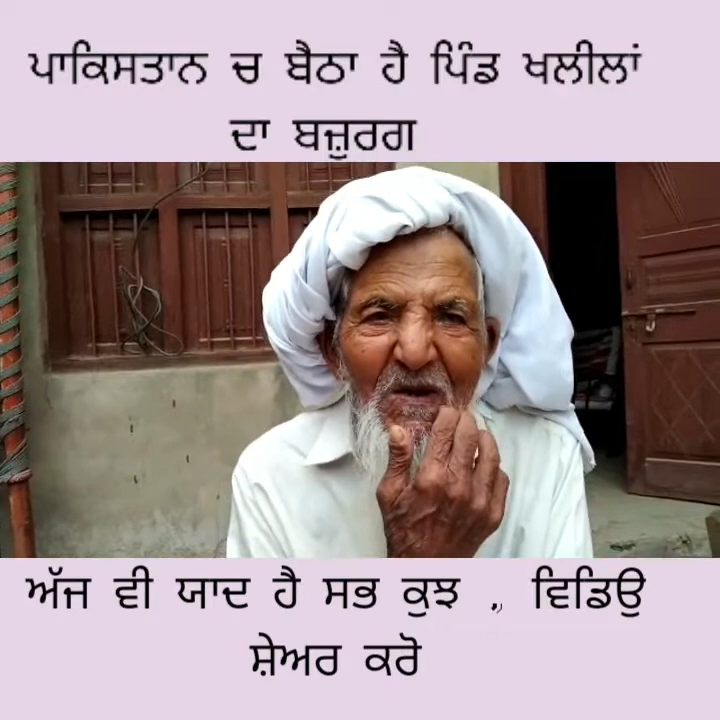 ਪਾਕਿਸਤਾਨ ਚ ਬੈਠਾ ਹੈ ਪਿੰਡ ਖਲੀਲਾਂ
ਦਾ ਬਜ਼ੁਰਗ
ਅੱਜ ਵੀ ਯਾਦ ਹੈ ਸਭ ਕੁਝ ,, ਵਿਡਿਉ
ਸ਼ੇਅਰ ਕਰੋ